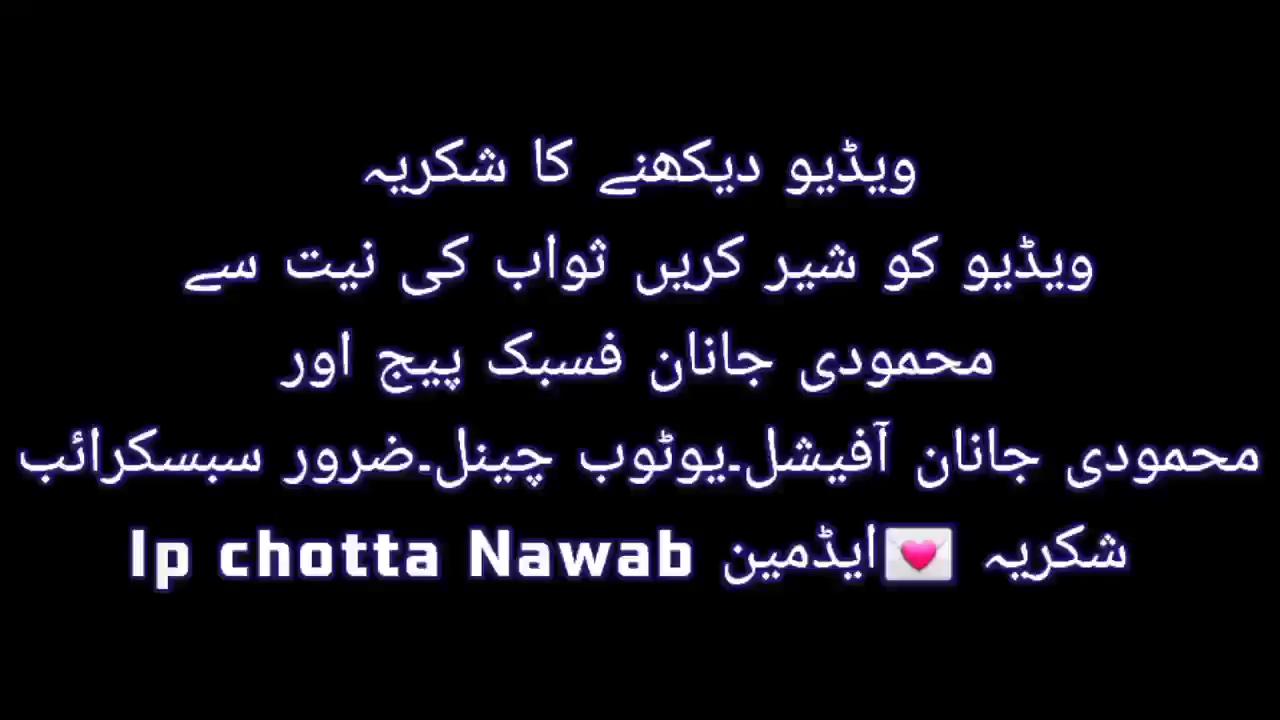 ویڈیو دیکھنے کا شکریہ
ویڈیو کو شیر کریں ثواب کی نیت سے
محمودی جانان فسبک پیج اور
محمودی جانان آفیشل۔یوٹوب چینل۔ضرور سبسکرائب
شکریہ 💌ایڈمین Ip chotta Nawab